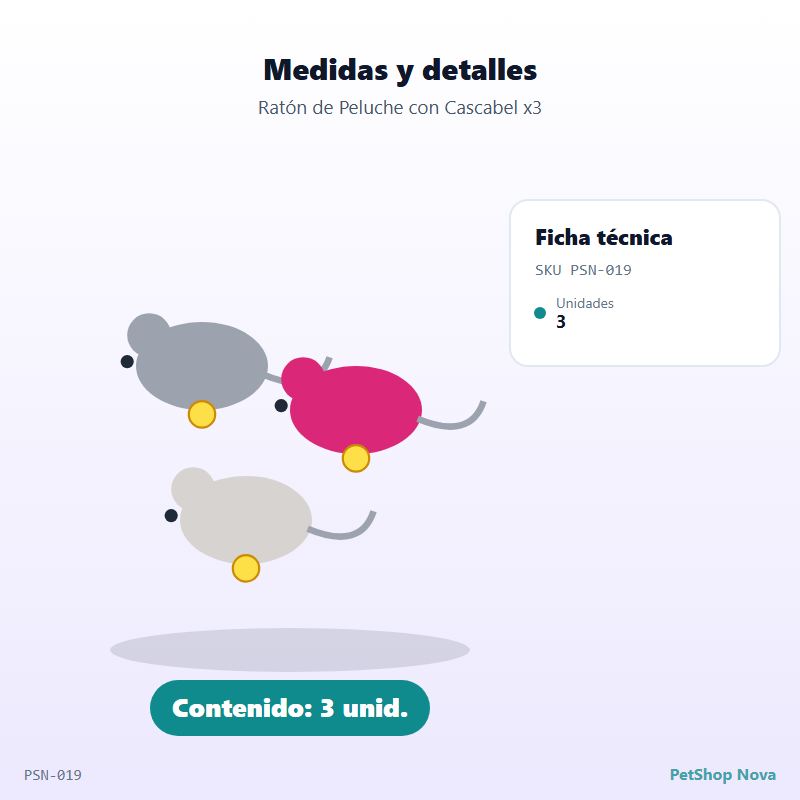 Medidas y detalles
Ratón de Peluche con Cascabel x3
Ficha técnica
SKU PSN-019
Unidades
3
Contenido: 3 unid.
PSN-019
PetShop Nova